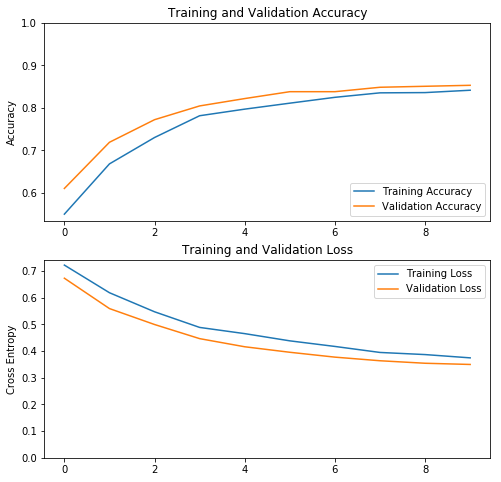 Training and Validation Accuracy
1.0
0.9
0.8
0.7
0.6
Accuracy
Training Accuracy
Validation Accuracy
0 2 4 6 8
Training and Validation Loss
0.7
0.6
0.5
0.4
0.3
0.2
0.1
0.0
Cross Entropy
Training Loss
Validation Loss
0 2 4 6 8